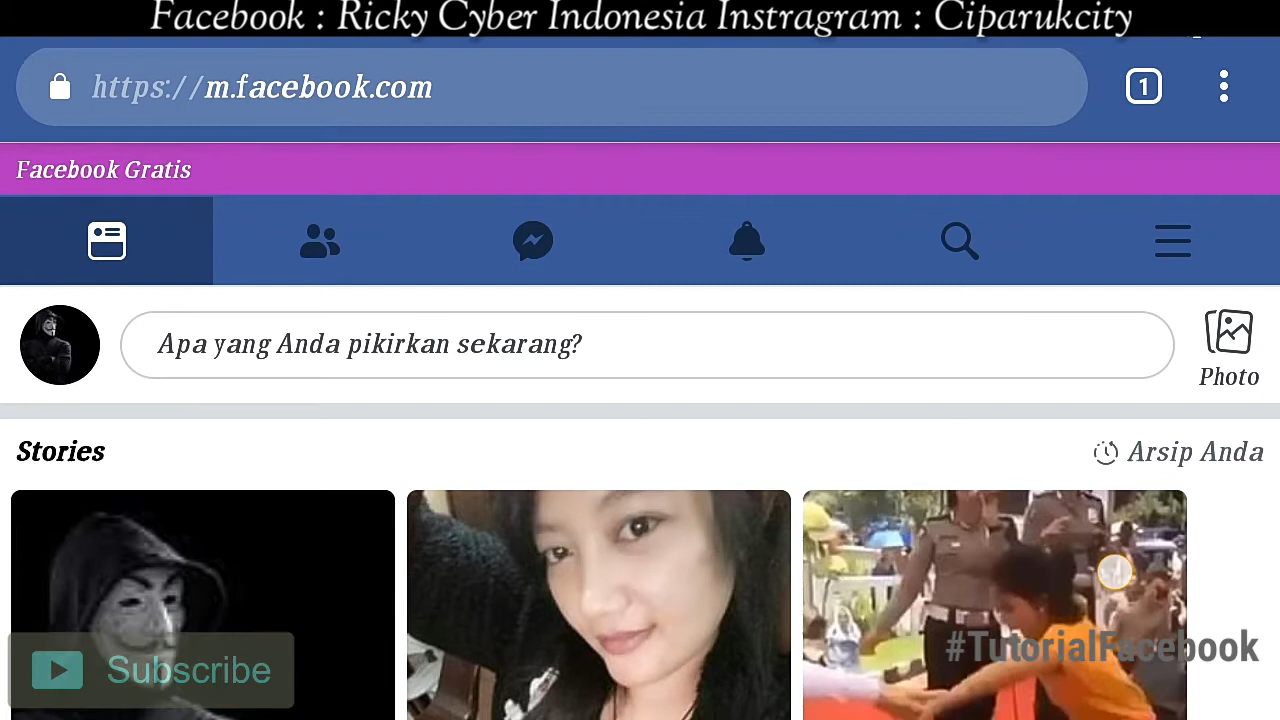 Facebook : Ricky Cyber Indonesia Instragram : Ciparukcity
https://m.facebook.com
1
Facebook Gratis
Apa yang Anda pikirkan sekarang?
Photo
Stories
Arsip Anda
#TutorialFacebook
Subscribe